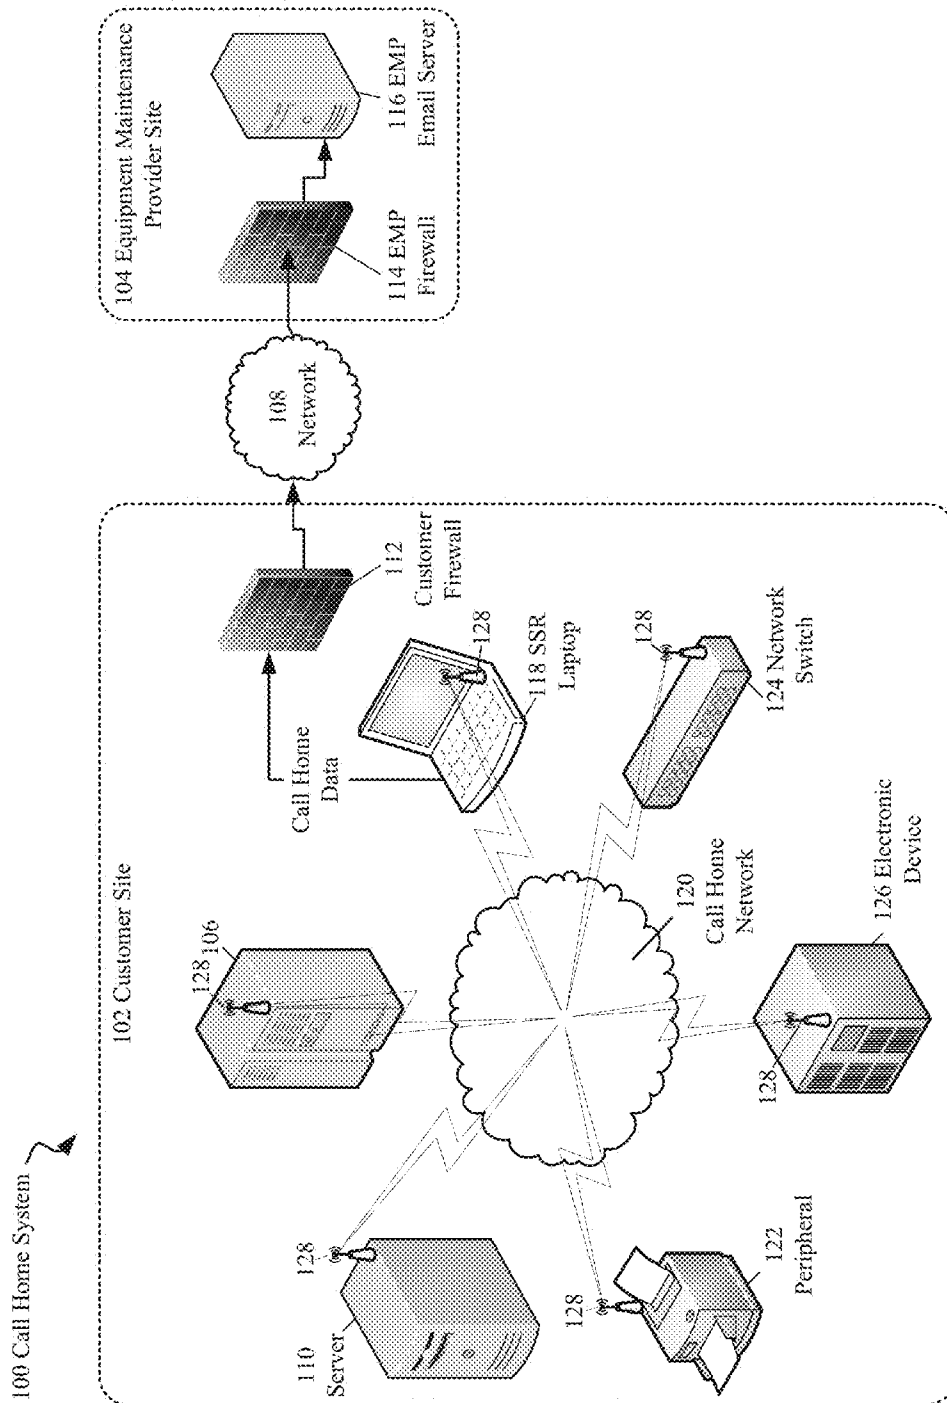 100 Call Home System
102 Customer Site
104 Equipment Maintenance
Provider Site
116 EMP
Email Server
114 EMP
Firewall
108
Network
112
Customer
Firewall
Call Home
Data
128
118 SSR
Laptop
128
124 Network
Switch
128
106
120
Call Home
Network
126 Electronic
Device
128
128
110
Server
128
122
Peripheral